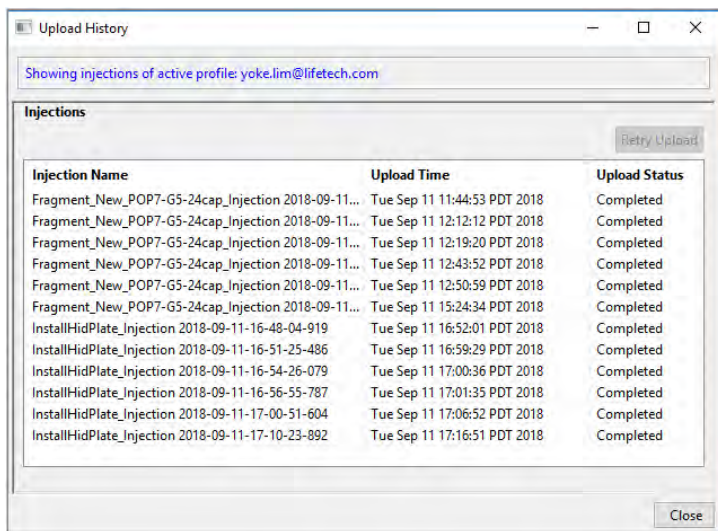 Upload History
Showing injections of active profile: yoke.lim@lifetech.com
Injections
Retry Upload
Injection Name Upload Time Upload Status
Fragment_New_POP7-G5-24cap_Injection 2018-09-11... Tue Sep 11 11:44:53 PDT 2018 Completed
Fragment_New_POP7-G5-24cap_Injection 2018-09-11... Tue Sep 11 12:12:12 PDT 2018 Completed
Fragment_New_POP7-G5-24cap_Injection 2018-09-11... Tue Sep 11 12:19:20 PDT 2018 Completed
Fragment_New_POP7-G5-24cap_Injection 2018-09-11... Tue Sep 11 12:43:52 PDT 2018 Completed
Fragment_New_POP7-G5-24cap_Injection 2018-09-11... Tue Sep 11 12:50:59 PDT 2018 Completed
Fragment_New_POP7-G5-24cap_Injection 2018-09-11... Tue Sep 11 15:24:34 PDT 2018 Completed
InstallHidPlate_Injection 2018-09-11-16-48-04-919 Tue Sep 11 16:52:01 PDT 2018 Completed
InstallHidPlate_Injection 2018-09-11-16-51-25-486 Tue Sep 11 16:59:29 PDT 2018 Completed
InstallHidPlate_Injection 2018-09-11-16-54-26-079 Tue Sep 11 17:00:36 PDT 2018 Completed
InstallHidPlate_Injection 2018-09-11-16-56-55-787 Tue Sep 11 17:01:35 PDT 2018 Completed
InstallHidPlate_Injection 2018-09-11-17-00-51-604 Tue Sep 11 17:06:52 PDT 2018 Completed
InstallHidPlate_Injection 2018-09-11-17-10-23-892 Tue Sep 11 17:16:51 PDT 2018 Completed
Close